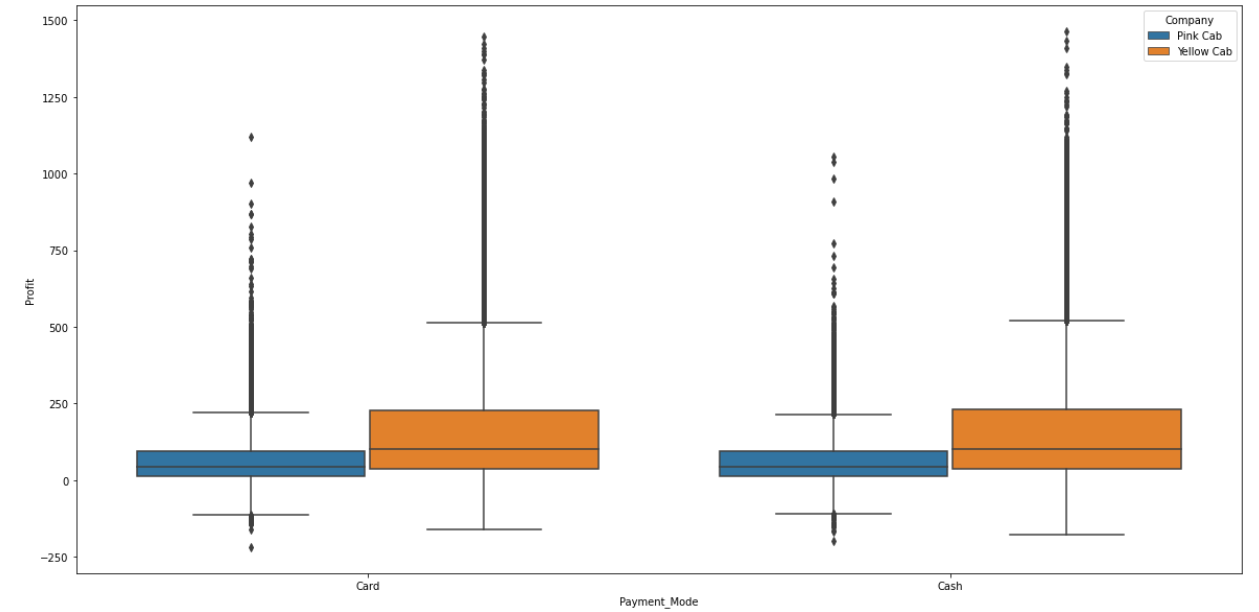 1500
1250
1000
750
500
250
0
−250
Profit
Card
Cash
Payment_Mode
Company
Pink Cab
Yellow Cab